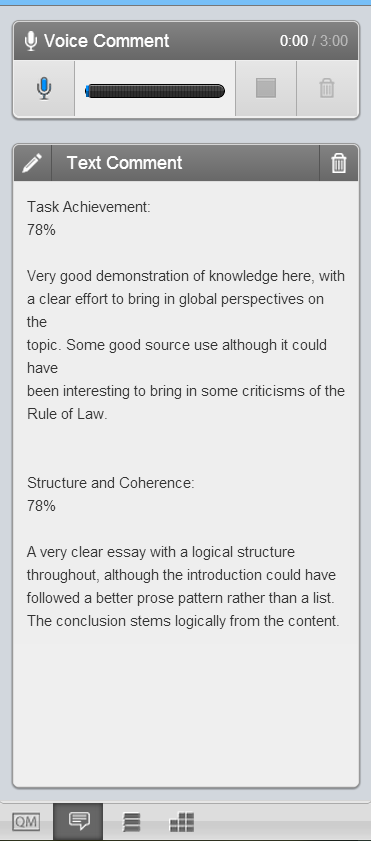 Voice Comment 0:00 / 3:00
Text Comment
Task Achievement:
78%
Very good demonstration of knowledge here, with
a clear effort to bring in global perspectives on
the
topic. Some good source use although it could
have
been interesting to bring in some criticisms of the
Rule of Law.
Structure and Coherence:
78%
A very clear essay with a logical structure
throughout, although the introduction could have
followed a better prose pattern rather than a list.
The conclusion stems logically from the content.
QM